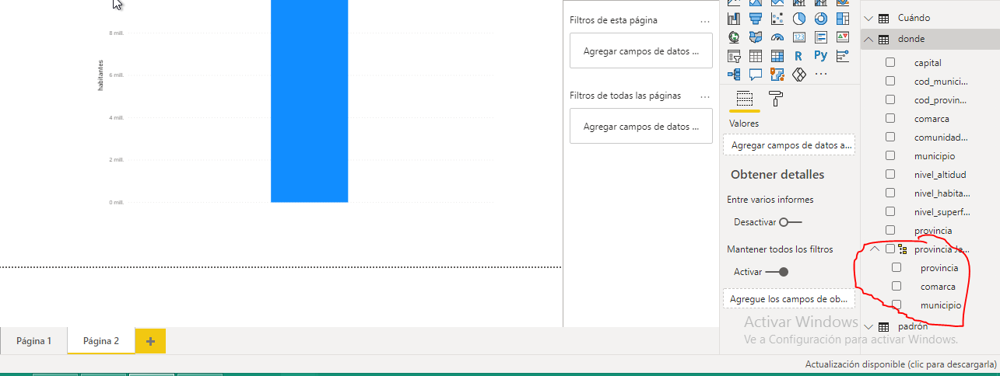 8 mill.
6 mill.
4 mill.
2 mill.
0 mill.
habitantes
Página 1
Página 2
+
Filtros de esta página ...
Agregar campos de datos ...
Filtros de todas las páginas ...
Agregar campos de datos ...
123
R
Py
...
Valores
Agregar campos de datos a...
Obtener detalles
Entre varios informes
Desactivar
Mantener todos los filtros
Activar
Agregue los campos de ob...
Cuándo
donde
capital
cod_munici...
cod_provin...
comarca
comunidad...
municipio
nivel_altidud
nivel_habita...
nivel_superf...
provincia
provincia Je...
provincia
comarca
municipio
padrón
Activar Windows
Ve a Configuración para activar Windows.
Actualización disponible (clic para descargarla)